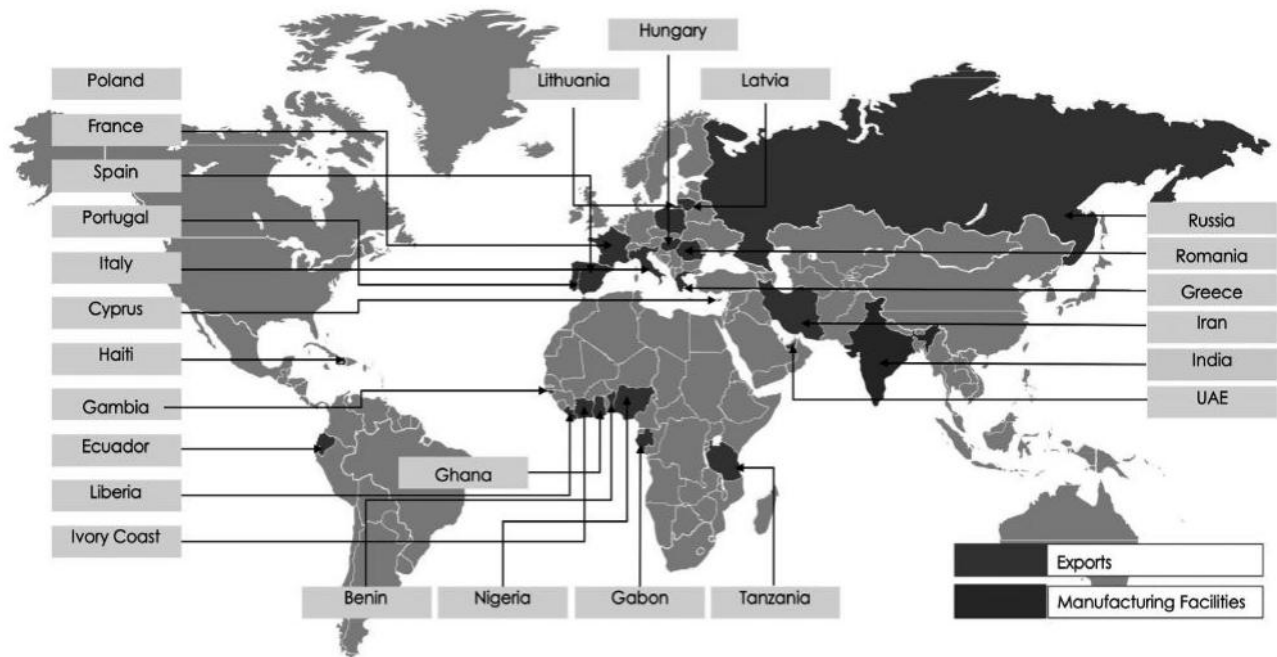 Hungary
Poland
Lithuania
Latvia
France
Spain
Portugal
Russia
Italy
Romania
Greece
Cyprus
Iran
Haiti
India
Gambia
UAE
Ecuador
Ghana
Liberia
Ivory Coast
Exports
Benin
Nigeria
Gabon
Tanzania
Manufacturing Facilities